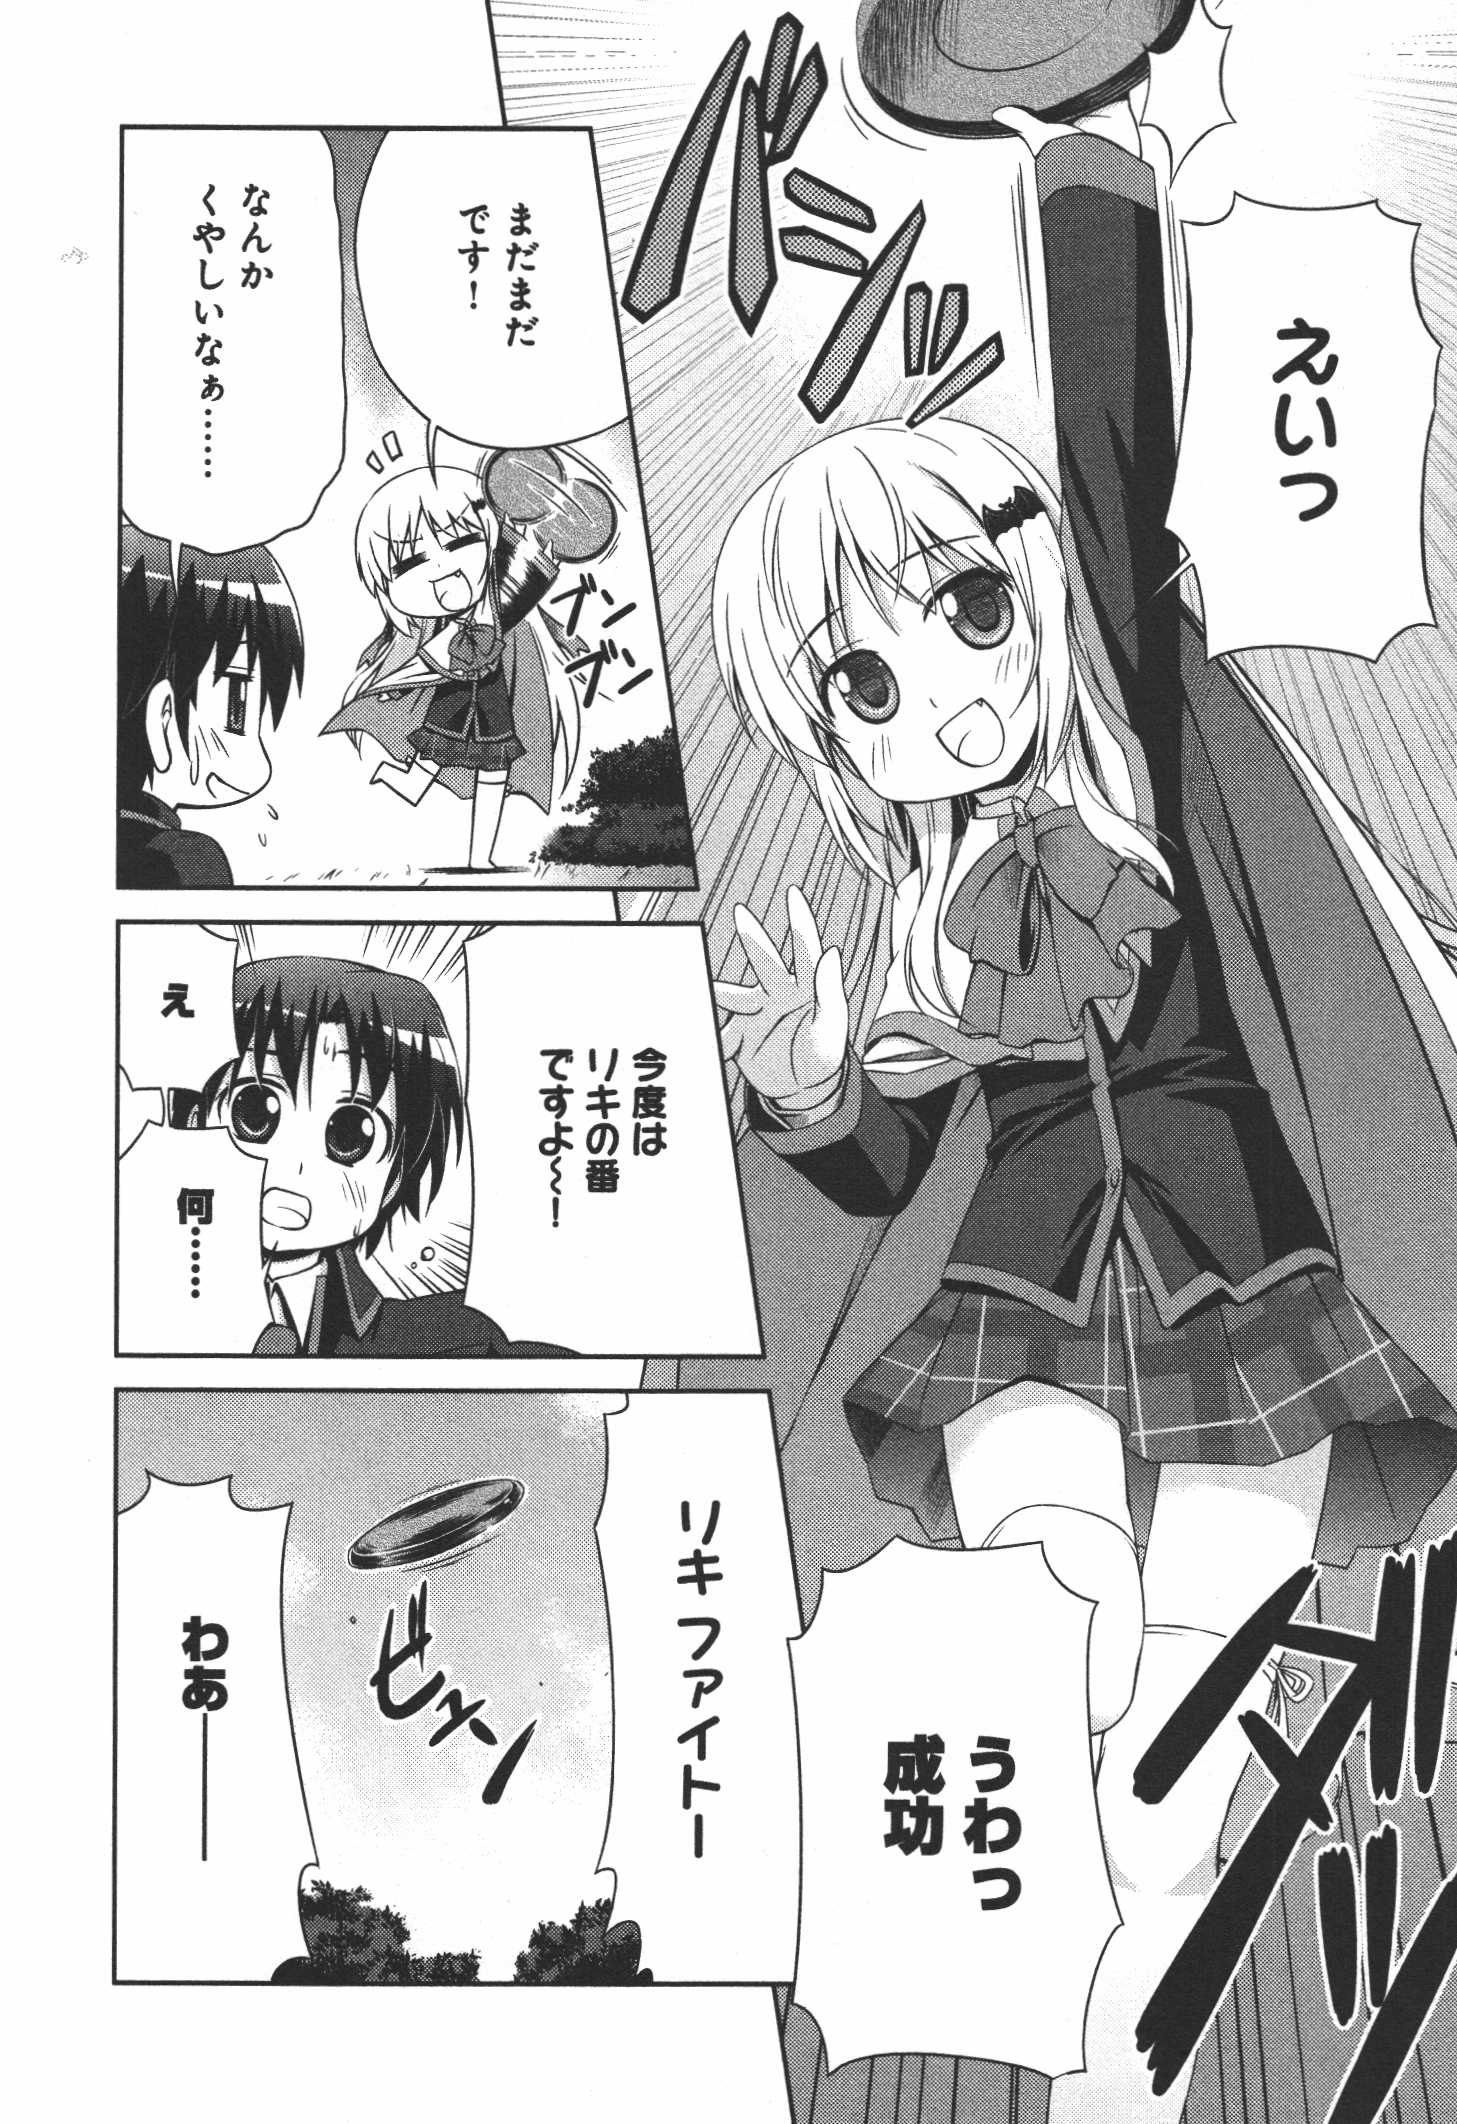 えいっ
バシッ
うわっ
成功
まだまだ
です!
ブンブン
なんか
くやしいなぁ……
今度は
リキの番
ですよ〜!
え
何……
リキファイトー
ビュッ
わあ――